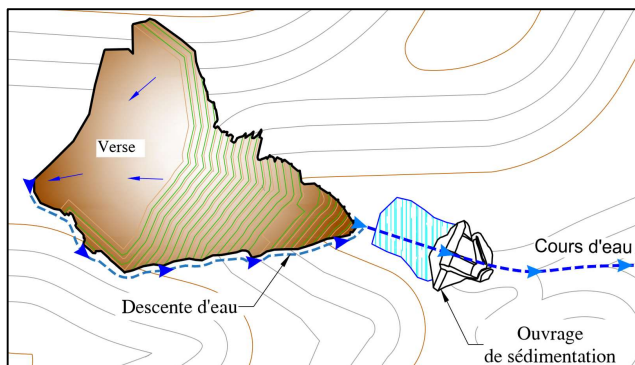 Verse
Cours d'eau
Descente d'eau
Ouvrage
de sédimentation